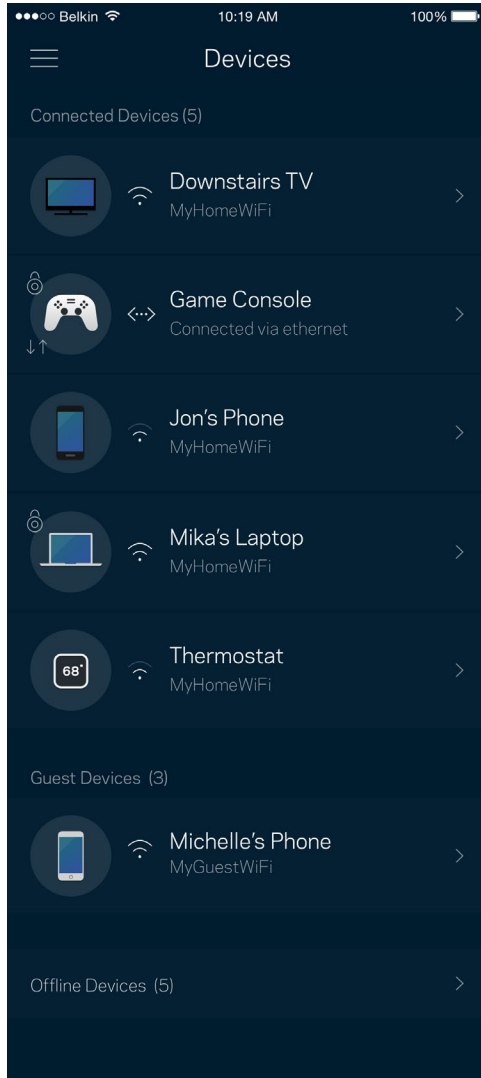 Belkin 10:19 AM 100%
Devices
Connected Devices (5)
Downstairs TV
MyHomeWiFi
Game Console
Connected via ethernet
Jon's Phone
MyHomeWiFi
Mika's Laptop
MyHomeWiFi
68°
Thermostat
MyHomeWiFi
Guest Devices (3)
Michelle's Phone
MyGuestWiFi
Offline Devices (5)